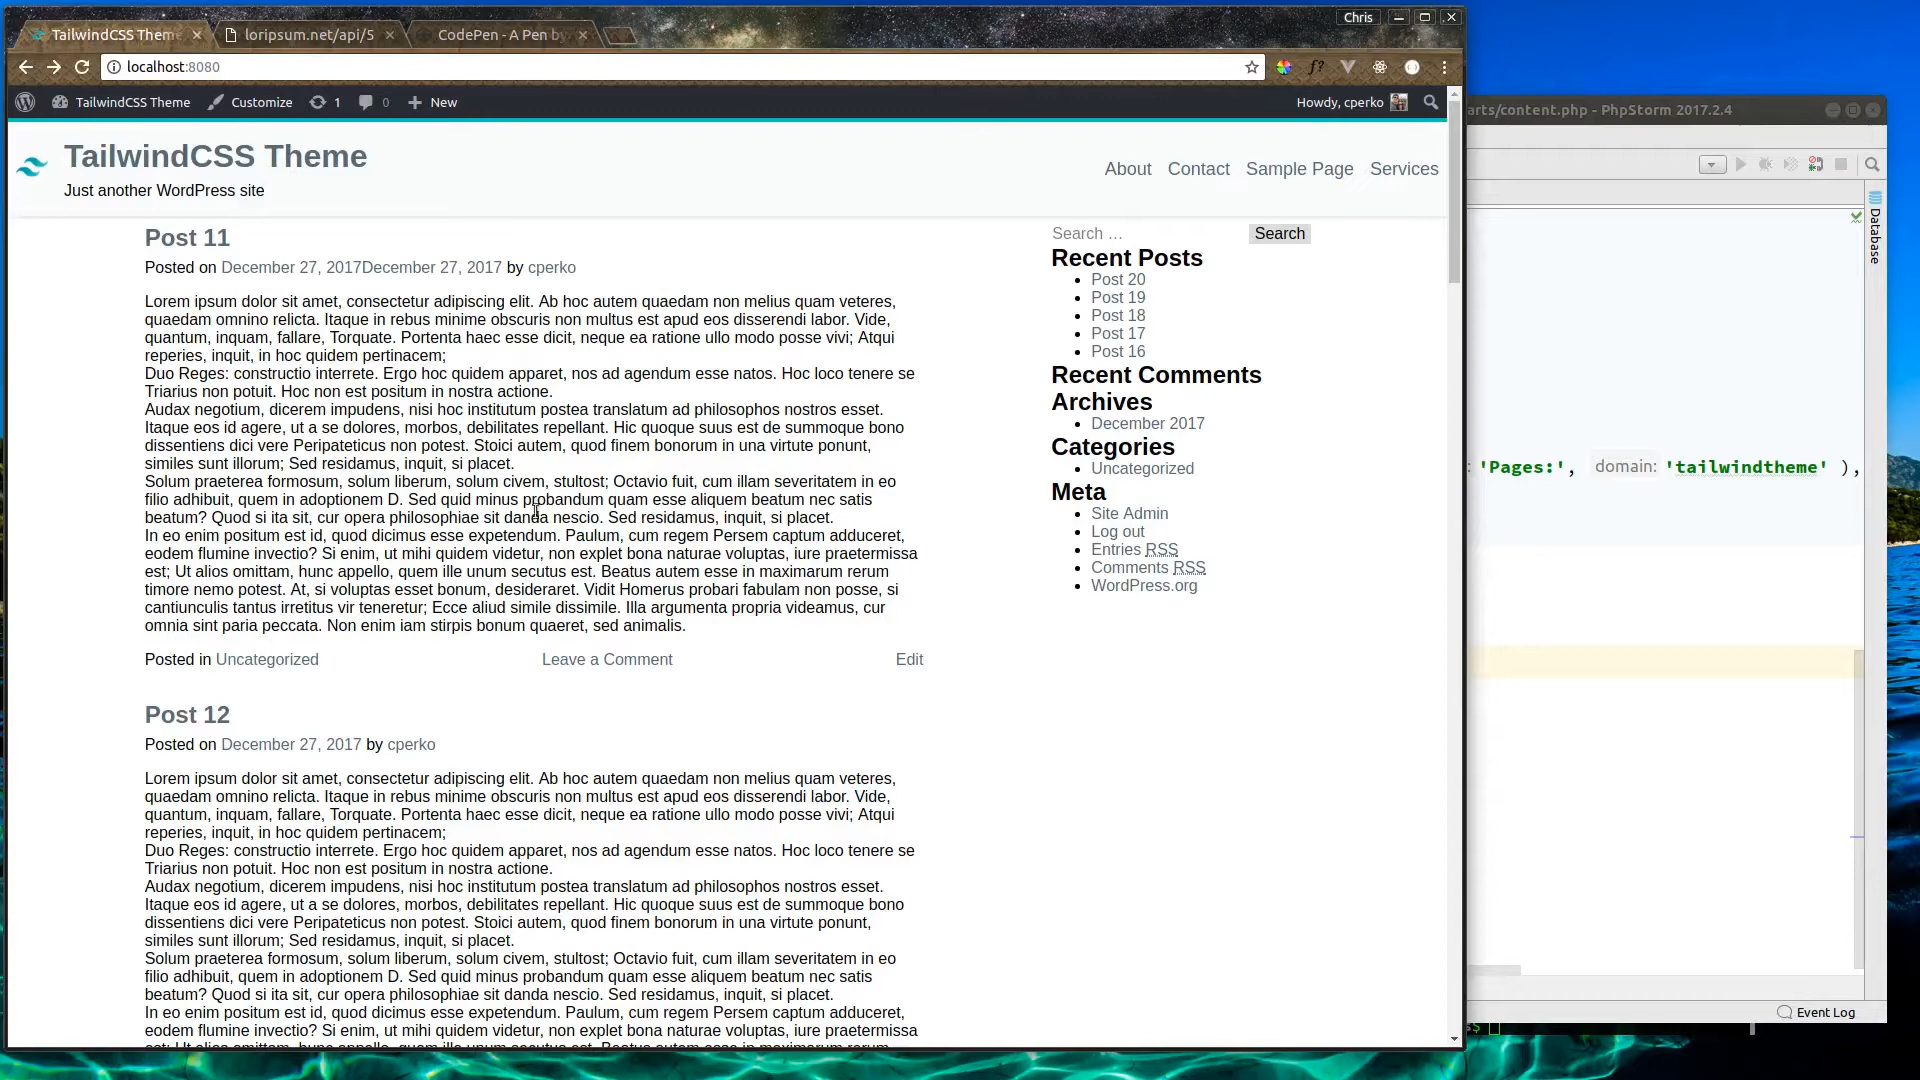 Chris
TailwindCSS Them
loripsum.net/api/5
CodePen - A Pen by
localhost:8080
TailwindCSS Theme
Customize
1
0
New
Howdy, cperko
TailwindCSS Theme
Just another WordPress site
About
Contact
Sample Page
Services
Post 11
Posted on December 27, 2017December 27, 2017 by cperko
Lorem ipsum dolor sit amet, consectetur adipiscing elit. Ab hoc autem quaedam non melius quam veteres,
quaedam omnino relicta. Itaque in rebus minime obscuris non multus est apud eos disserendi labor. Vide,
quantum, inquam, fallare, Torquate. Portenta haec esse dicit, neque ea ratione ullo modo posse vivi; Atqui
reperies, inquit, in hoc quidem pertinacem;
Duo Reges: constructio interrete. Ergo hoc quidem apparet, nos ad agendum esse natos. Hoc loco tenere se
Triarius non potuit. Hoc non est positum in nostra actione.
Audax negotium, dicerem impudens, nisi hoc institutum postea translatum ad philosophos nostros esset.
Itaque eos id agere, ut a se dolores, morbos, debilitates repellant. Hic quoque suus est de summoque bono
dissentiens dici vere Peripateticus non potest. Stoici autem, quod finem bonorum in una virtute ponunt,
similes sunt illorum; Sed residamus, inquit, si placet.
Solum praeterea formosum, solum liberum, solum civem, stultost; Octavio fuit, cum illam severitatem in eo
filio adhibuit, quem in adoptionem D. Sed quid minus probandum quam esse aliquem beatum nec satis
beatum? Quod si ita sit, cur opera philosophiae sit danda nescio. Sed residamus, inquit, si placet.
In eo enim positum est id, quod dicimus esse expetendum. Paulum, cum regem Persem captum adduceret,
eodem flumine invectio? Si enim, ut mihi quidem videtur, non explet bona naturae voluptas, iure praetermissa
est; Ut alios omittam, hunc appello, quem ille unum secutus est. Beatus autem esse in maximarum rerum
timore nemo potest. At, si voluptas esset bonum, desideraret. Vidit Homerus probari fabulam non posse, si
cantiunculis tantus irretitus vir teneretur; Ecce aliud simile dissimile. Illa argumenta propria videamus, cur
omnia sint paria peccata. Non enim iam stirpis bonum quaeret, sed animalis.
Posted in Uncategorized
Leave a Comment
Edit
Post 12
Posted on December 27, 2017 by cperko
Lorem ipsum dolor sit amet, consectetur adipiscing elit. Ab hoc autem quaedam non melius quam veteres,
quaedam omnino relicta. Itaque in rebus minime obscuris non multus est apud eos disserendi labor. Vide,
quantum, inquam, fallare, Torquate. Portenta haec esse dicit, neque ea ratione ullo modo posse vivi; Atqui
reperies, inquit, in hoc quidem pertinacem;
Duo Reges: constructio interrete. Ergo hoc quidem apparet, nos ad agendum esse natos. Hoc loco tenere se
Triarius non potuit. Hoc non est positum in nostra actione.
Audax negotium, dicerem impudens, nisi hoc institutum postea translatum ad philosophos nostros esset.
Itaque eos id agere, ut a se dolores, morbos, debilitates repellant. Hic quoque suus est de summoque bono
dissentiens dici vere Peripateticus non potest. Stoici autem, quod finem bonorum in una virtute ponunt,
similes sunt illorum; Sed residamus, inquit, si placet.
Solum praeterea formosum, solum liberum, solum civem, stultost; Octavio fuit, cum illam severitatem in eo
filio adhibuit, quem in adoptionem D. Sed quid minus probandum quam esse aliquem beatum nec satis
beatum? Quod si ita sit, cur opera philosophiae sit danda nescio. Sed residamus, inquit, si placet.
In eo enim positum est id, quod dicimus esse expetendum. Paulum, cum regem Persem captum adduceret,
eodem flumine invectio? Si enim, ut mihi quidem videtur, non explet bona naturae voluptas, iure praetermissa
Search …
Search
Recent Posts
Post 20
Post 19
Post 18
Post 17
Post 16
Recent Comments
Archives
December 2017
Categories
Uncategorized
Meta
Site Admin
Log out
Entries RSS
Comments RSS
WordPress.org
arts/content.php - PhpStorm 2017.2.4
Database
: 'Pages:', domain: 'tailwindtheme' ),
Event Log
s$